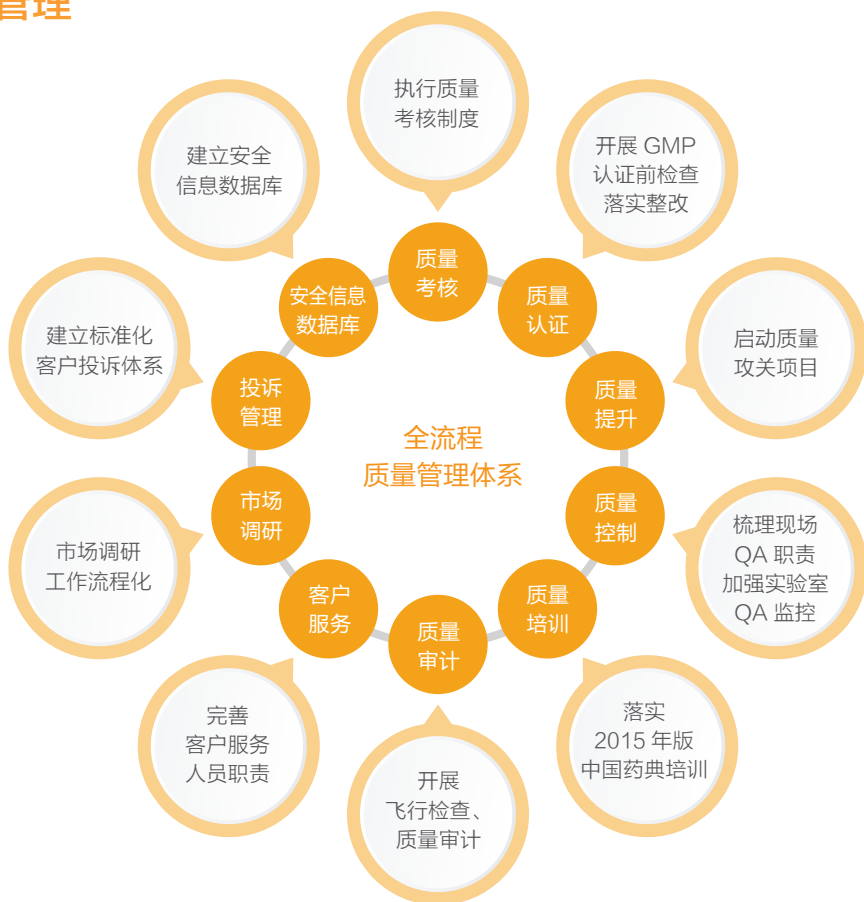 管理
执行质量
考核制度
开展 GMP
认证前检查
落实整改
启动质量
攻关项目
梳理现场
QA 职责
加强实验室
QA 监控
落实
2015 年版
中国药典培训
开展
飞行检查、
质量审计
完善
客户服务
人员职责
市场调研
工作流程化
建立标准化
客户投诉体系
建立安全
信息数据库
质量
考核
质量
认证
质量
提升
质量
控制
质量
培训
质量
审计
客户
服务
市场
调研
投诉
管理
安全信息
数据库
全流程
质量管理体系